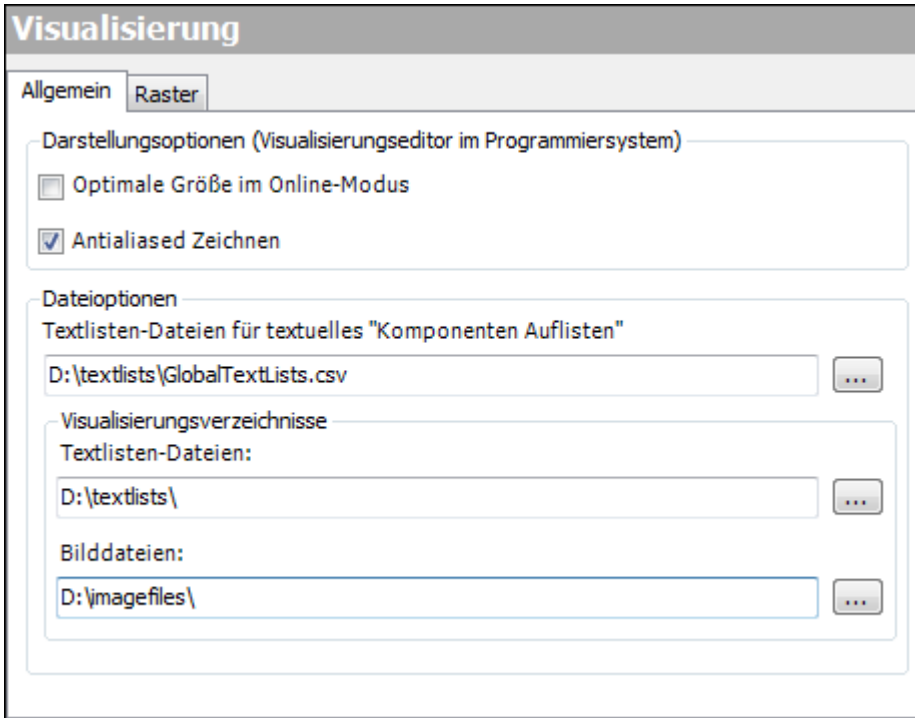 Visualisierung
Allgemein
Raster
Darstellungsoptionen (Visualisierungseditor im Programmiersystem)
Optimale Größe im Online-Modus
Antialiased Zeichnen
Dateioptionen
Textlisten-Dateien für textuelles "Komponenten Auflisten"
D:\textlists\GlobalTextLists.csv
...
Visualisierungsverzeichnisse
Textlisten-Dateien:
D:\textlists\
...
Bilddateien:
D:\imagefiles\
...